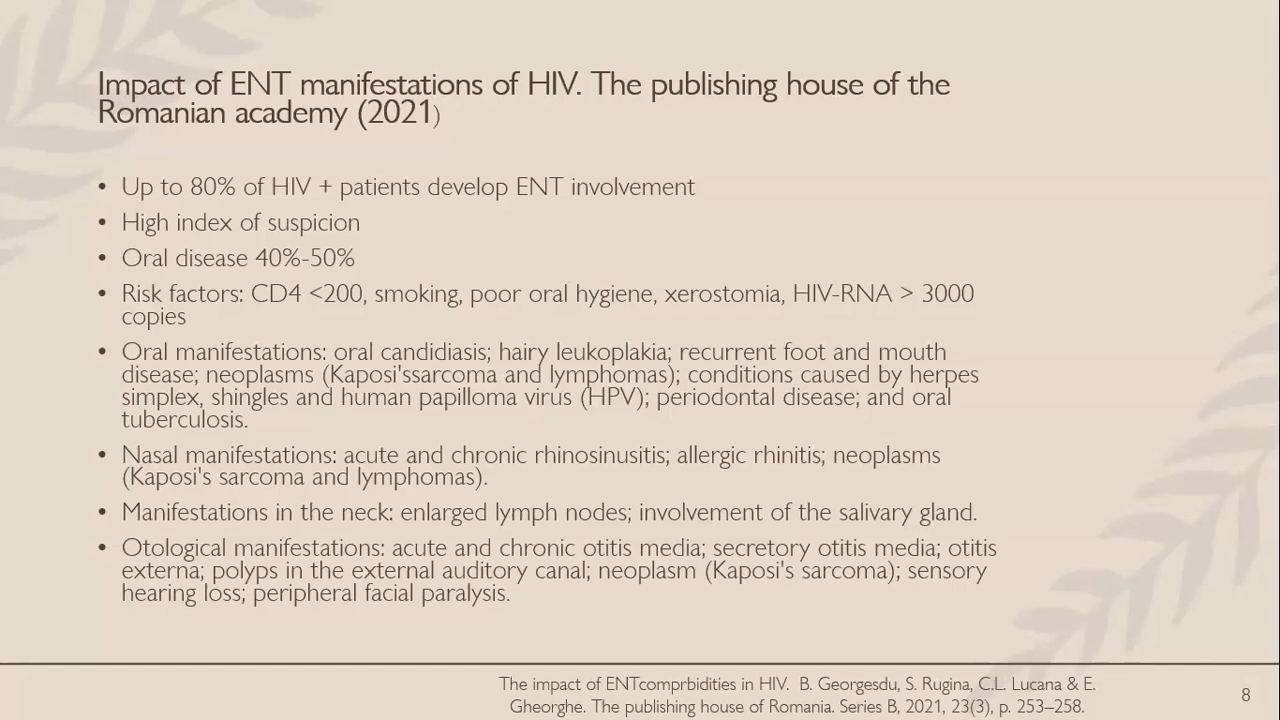 Impact of ENT manifestations of HIV. The publishing house of the
Romanian academy (2021)
• Up to 80% of HIV + patients develop ENT involvement
• High index of suspicion
• Oral disease 40%-50%
• Risk factors: CD4 <200, smoking, poor oral hygiene, xerostomia, HIV-RNA > 3000
copies
• Oral manifestations: oral candidiasis; hairy leukoplakia; recurrent foot and mouth
disease; neoplasms (Kaposi'ssarcoma and lymphomas); conditions caused by herpes
simplex, shingles and human papilloma virus (HPV); periodontal disease; and oral
tuberculosis.
• Nasal manifestations: acute and chronic rhinosinusitis; allergic rhinitis; neoplasms
(Kaposi's sarcoma and lymphomas).
• Manifestations in the neck: enlarged lymph nodes; involvement of the salivary gland.
• Otological manifestations: acute and chronic otitis media; secretory otitis media; otitis
externa; polyps in the external auditory canal; neoplasm (Kaposi's sarcoma); sensory
hearing loss; peripheral facial paralysis.
The impact of ENTcomprbidities in HIV.  B. Georgesdu, S. Rugina, C.L. Lucana & E.
Gheorghe. The publishing house of Romania. Series B, 2021, 23(3), p. 253–258.
8